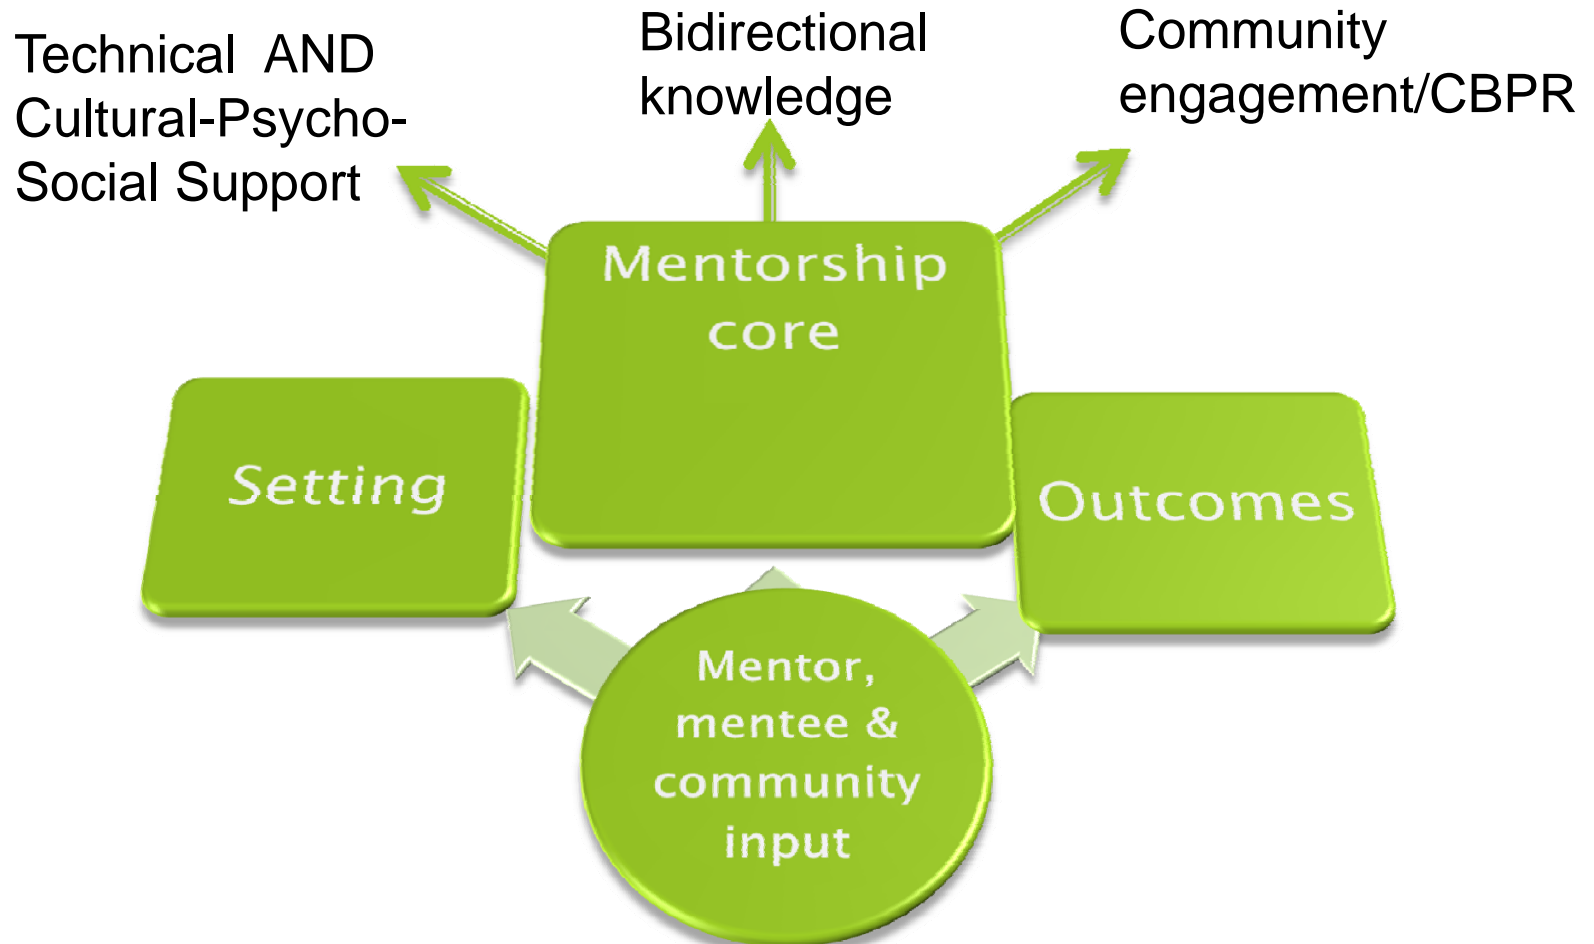 Technical AND
Cultural-Psycho-
Social Support
Bidirectional
knowledge
Community
engagement/CBPR
Mentorship
core
Setting
Outcomes
Mentor,
mentee &
community
input